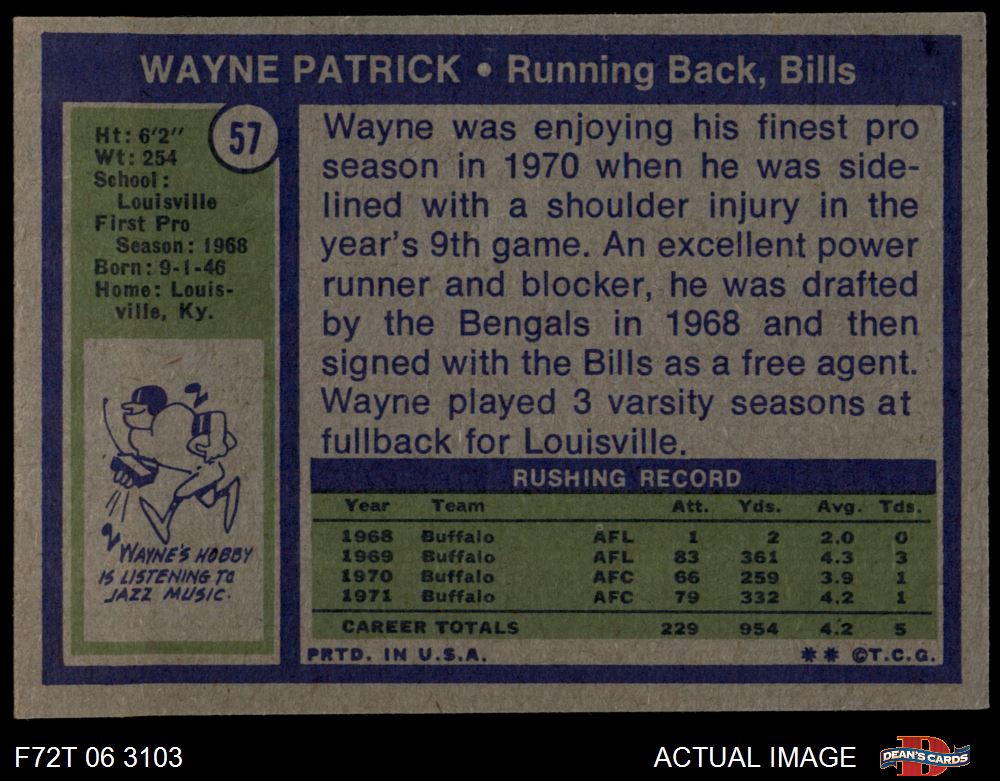 WAYNE PATRICK • Running Back, Bills
57
Ht: 6'2"
Wt: 254
School:
Louisville
First Pro
Season: 1968
Born: 9-1-46
Home: Louis-
ville, Ky.
WAYNE'S HOBBY
IS LISTENING TO
JAZZ MUSIC.
Wayne was enjoying his finest pro
season in 1970 when he was side-
lined with a shoulder injury in the
year's 9th game. An excellent power
runner and blocker, he was drafted
by the Bengals in 1968 and then
signed with the Bills as a free agent.
Wayne played 3 varsity seasons at
fullback for Louisville.
RUSHING RECORD
Year Team Att. Yds. Avg. Tds.
1968 Buffalo AFL 1 2 2.0 0
1969 Buffalo AFL 83 361 4.3 3
1970 Buffalo AFC 66 259 3.9 1
1971 Buffalo AFC 79 332 4.2 1
CAREER TOTALS 229 954 4.2 5
PRTD. IN U.S.A. ** ©T.C.G.
F72T 06 3103 ACTUAL IMAGE DEAN'S CARDS